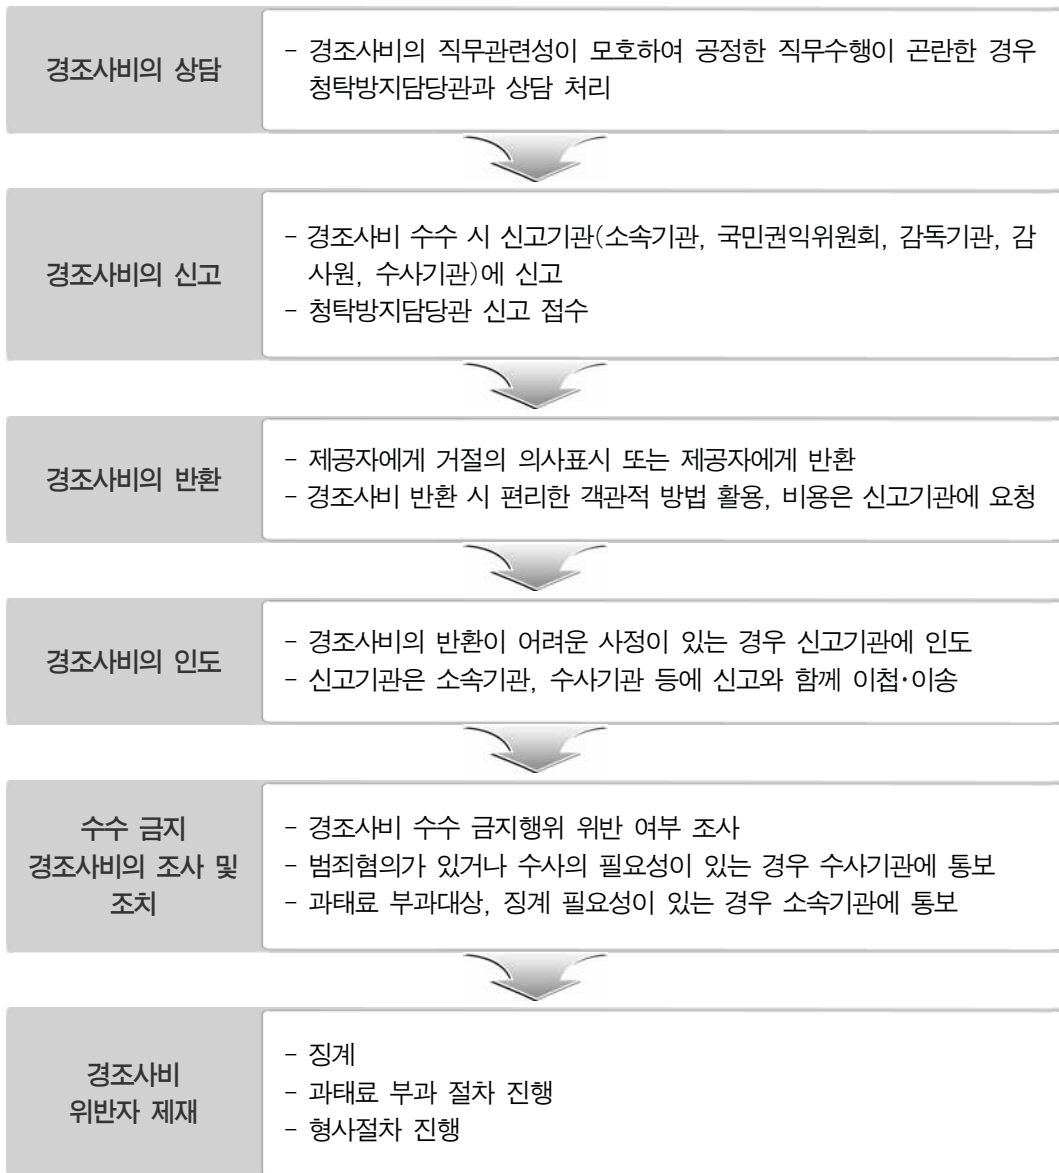 경조사비의 상담
- 경조사비의 직무관련성이 모호하여 공정한 직무수행이 곤란한 경우
청탁방지담당관과 상담 처리
경조사비의 신고
- 경조사비 수수 시 신고기관(소속기관, 국민권익위원회, 감독기관, 감
사원, 수사기관)에 신고
- 청탁방지담당관 신고 접수
경조사비의 반환
- 제공자에게 거절의 의사표시 또는 제공자에게 반환
- 경조사비 반환 시 편리한 객관적 방법 활용, 비용은 신고기관에 요청
경조사비의 인도
- 경조사비의 반환이 어려운 사정이 있는 경우 신고기관에 인도
- 신고기관은 소속기관, 수사기관 등에 신고와 함께 이첩·이송
수수 금지
경조사비의 조사 및
조치
- 경조사비 수수 금지행위 위반 여부 조사
- 범죄혐의가 있거나 수사의 필요성이 있는 경우 수사기관에 통보
- 과태료 부과대상, 징계 필요성이 있는 경우 소속기관에 통보
경조사비
위반자 제재
- 징계
- 과태료 부과 절차 진행
- 형사절차 진행